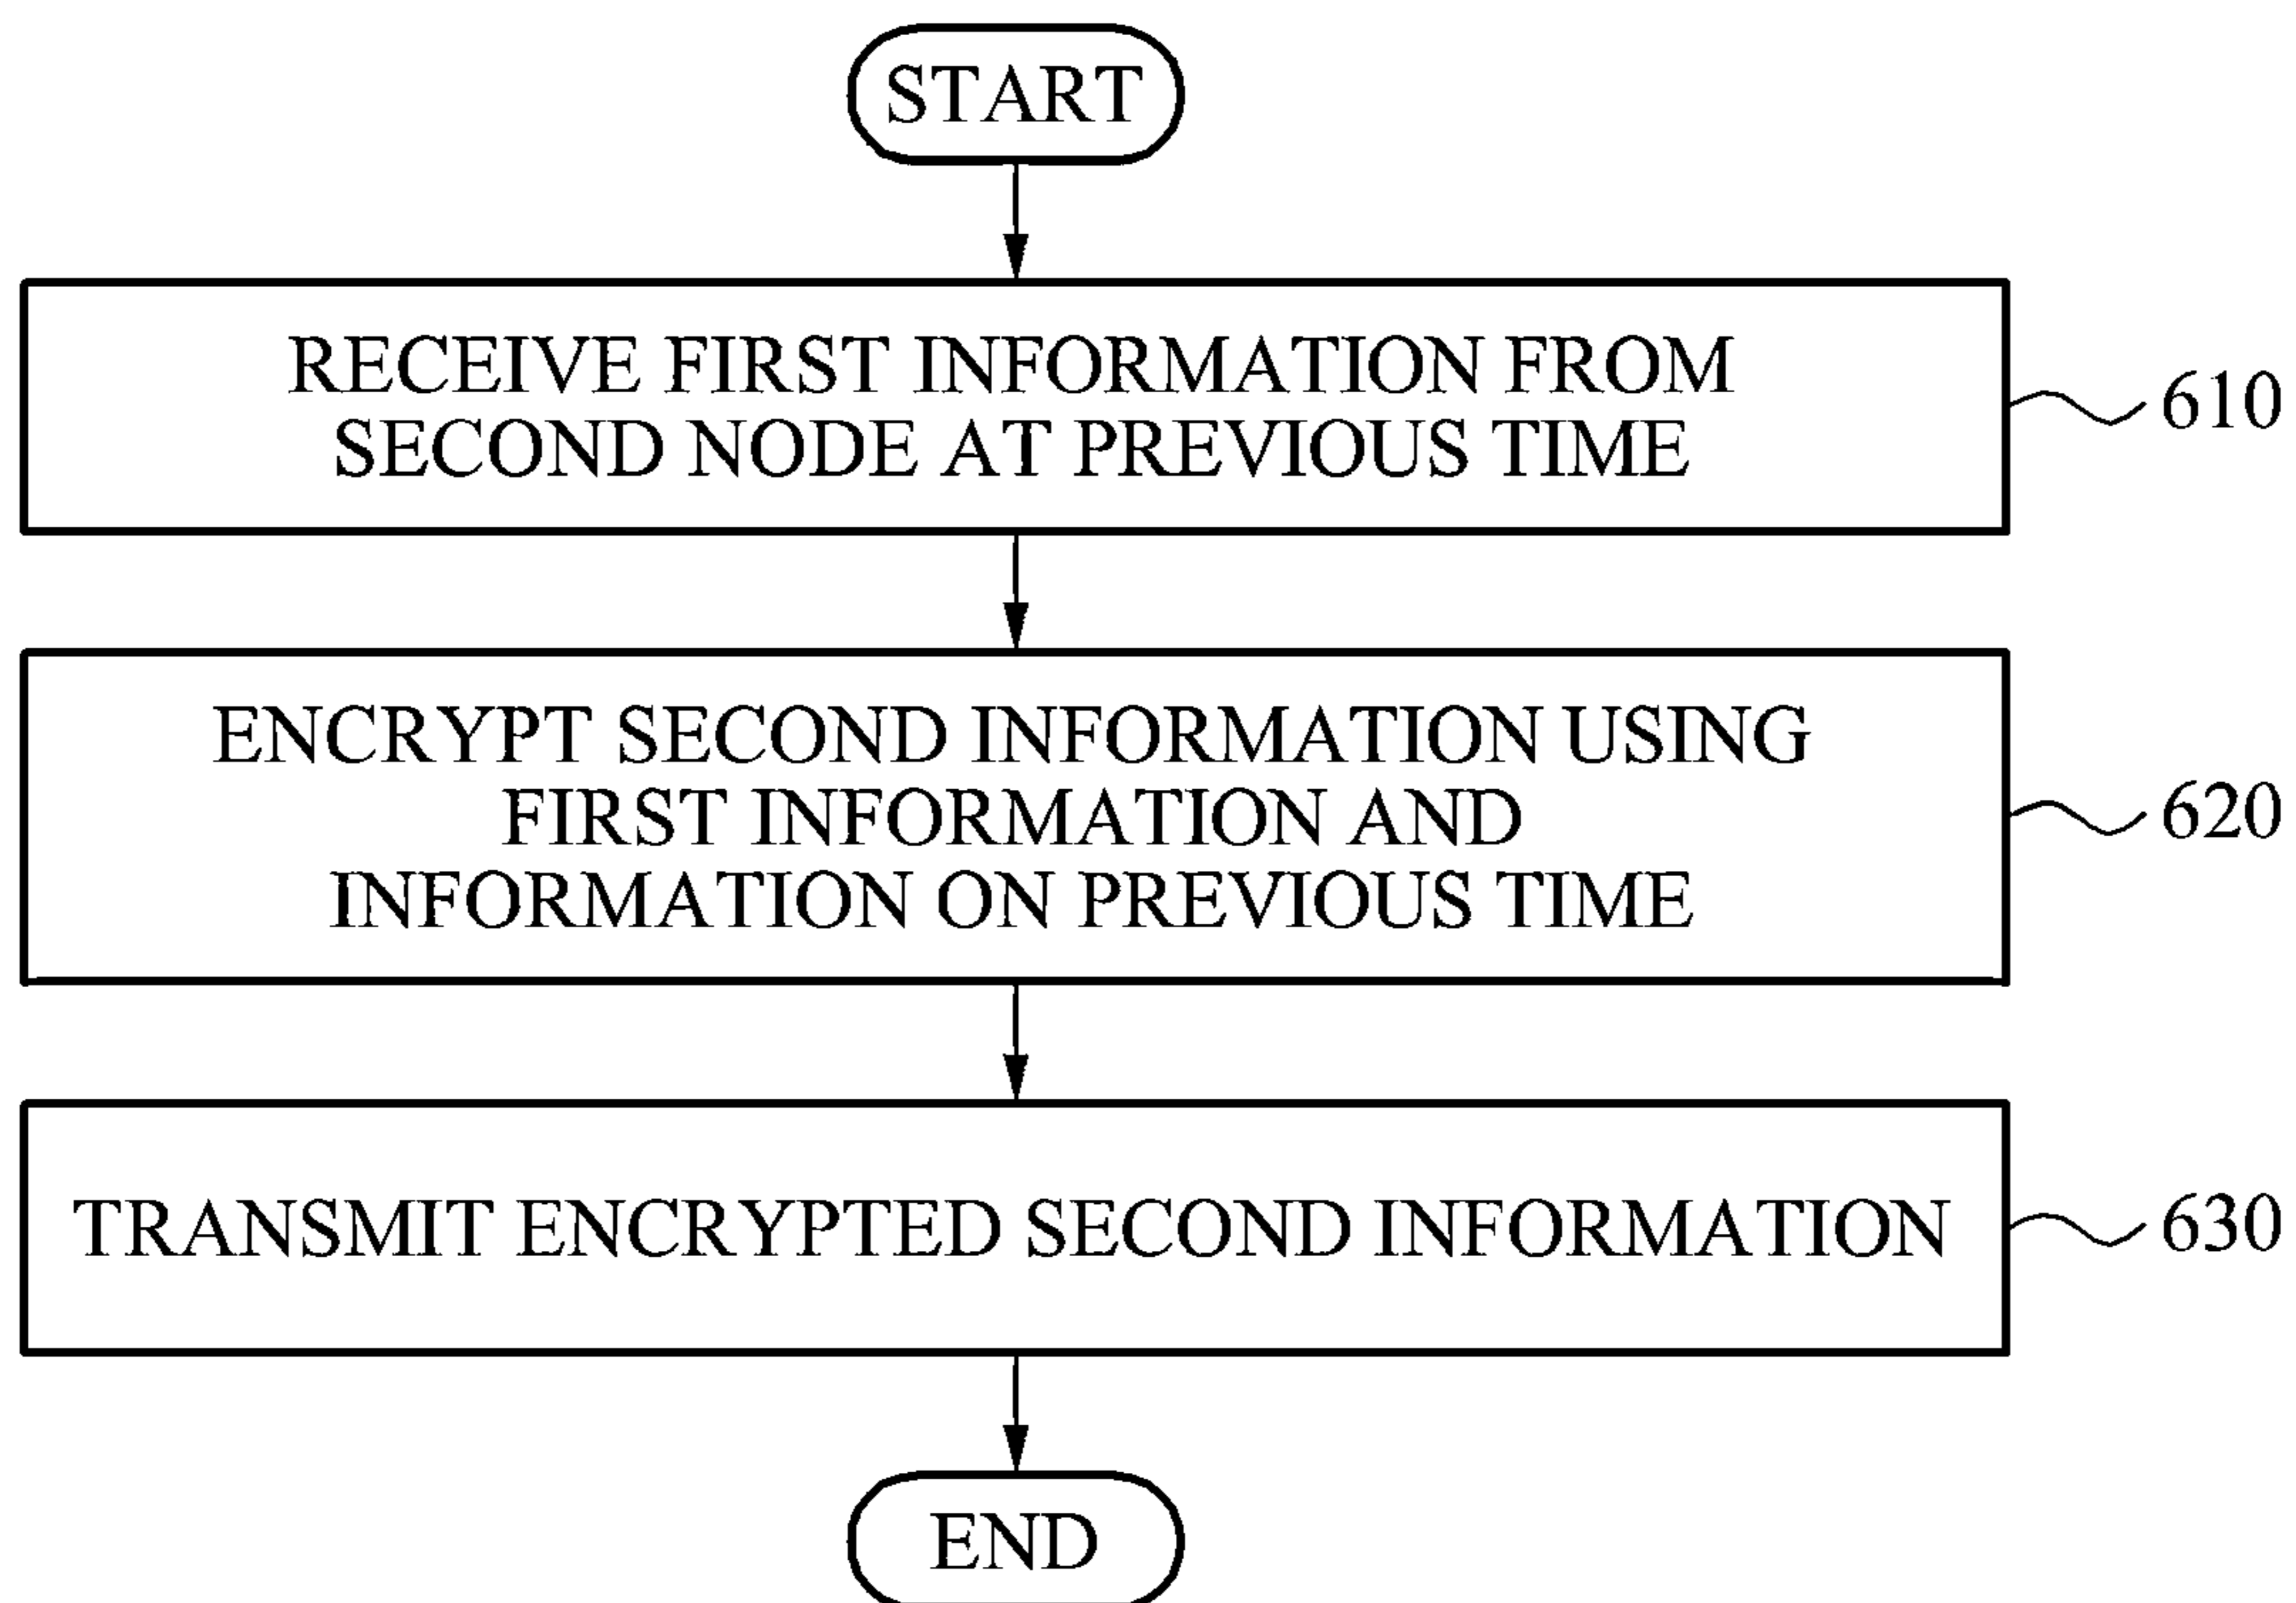 START
RECEIVE FIRST INFORMATION FROM
SECOND NODE AT PREVIOUS TIME
610
ENCRYPT SECOND INFORMATION USING
FIRST INFORMATION AND
INFORMATION ON PREVIOUS TIME
620
TRANSMIT ENCRYPTED SECOND INFORMATION
630
END